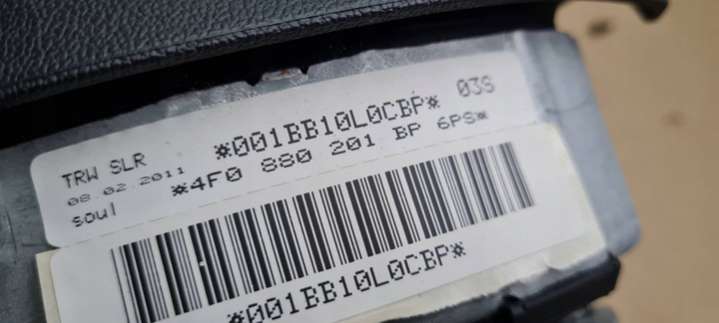 TRW SLR *001BB10L0CBP* 03S
08.02.2011 *4F0 880 201 BP 6PS*
soul
*001BB10L0CBP*